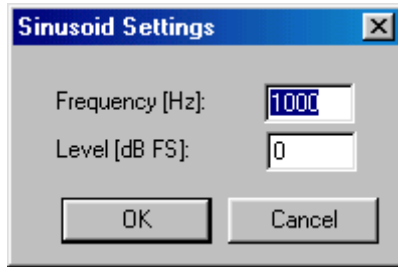 Sinusoid Settings
Frequency [Hz]: 1000
Level [dB FS]: 0
OK Cancel